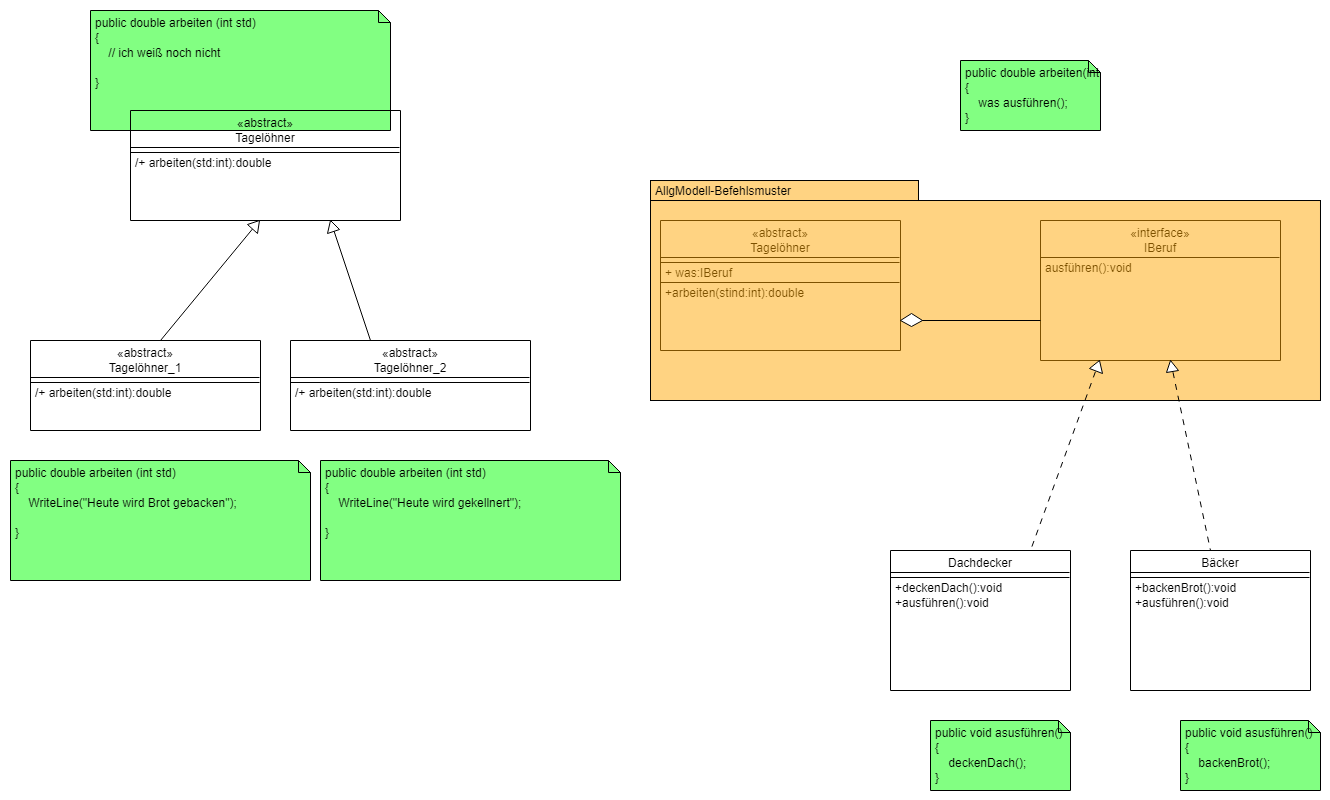 public double arbeiten (int std)
{
// ich weiß noch nicht
}
«abstract»
Tagelöhner
/+ arbeiten(std:int):double
«abstract»
Tagelöhner_1
/+ arbeiten(std:int):double
«abstract»
Tagelöhner_2
/+ arbeiten(std:int):double
public double arbeiten (int std)
{
WriteLine("Heute wird Brot gebacken");
}
public double arbeiten (int std)
{
WriteLine("Heute wird gekellnert");
}
public double arbeiten(int
{
was ausführen();
}
AllgModell-Befehlsmuster
«abstract»
Tagelöhner
+ was:IBeruf
+arbeiten(stind:int):double
«interface»
IBeruf
ausführen():void
Dachdecker
+deckenDach():void
+ausführen():void
Bäcker
+backenBrot():void
+ausführen():void
public void asusführen()
{
deckenDach();
}
public void asusführen()
{
backenBrot();
}